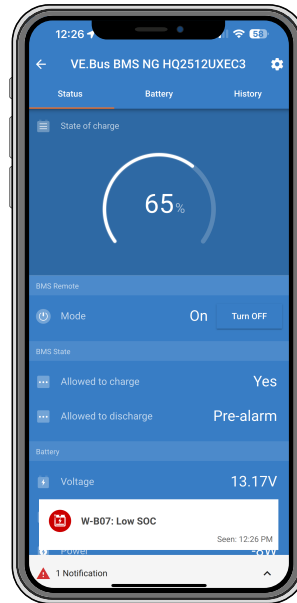 12:26 58
VE.Bus BMS NG HQ2512UXEC3
Status Battery History
State of charge
65%
BMS Remote
Mode On Turn OFF
BMS State
Allowed to charge Yes
Allowed to discharge Pre-alarm
Battery
Voltage 13.17V
W-B07: Low SOC
Seen: 12:26 PM
Power -8W
1 Notification